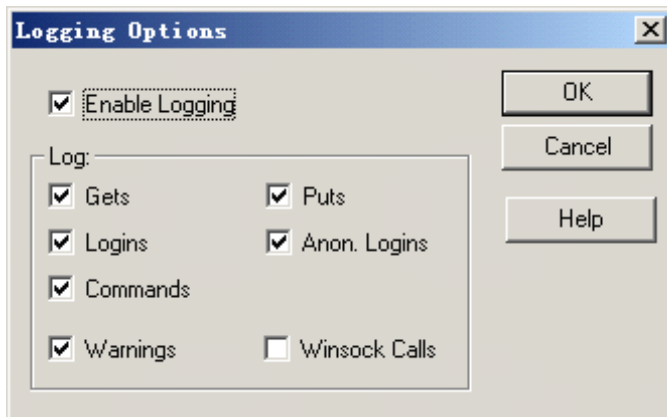 Logging Options
Enable Logging
OK
Cancel
Help
Log:
Gets
Puts
Logins
Anon. Logins
Commands
Warnings
Winsock Calls